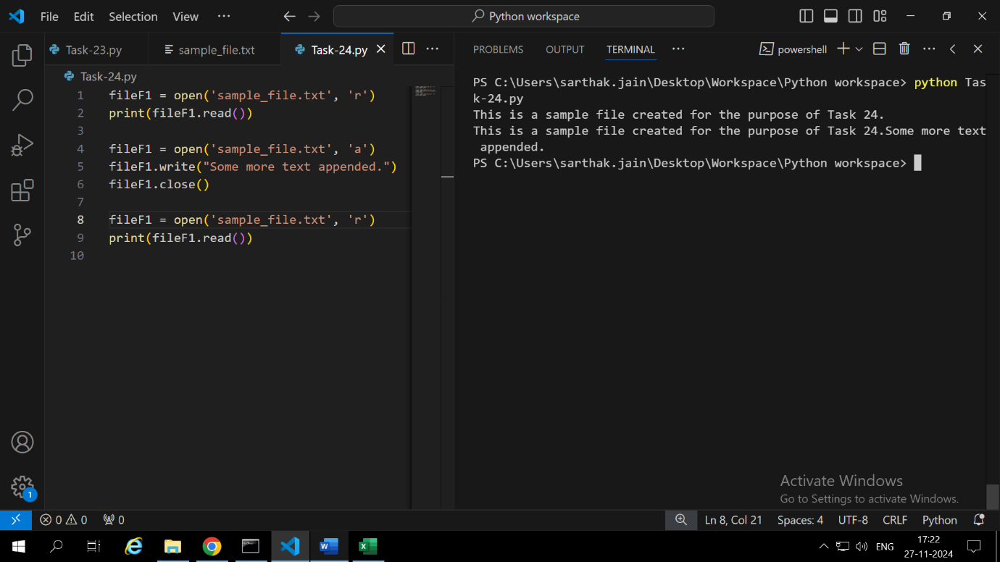 File Edit Selection View ···
Python workspace
Task-23.py
sample_file.txt
Task-24.py
Task-24.py
1 fileF1 = open('sample_file.txt', 'r')
2 print(fileF1.read())
3
4 fileF1 = open('sample_file.txt', 'a')
5 fileF1.write("Some more text appended.")
6 fileF1.close()
7
8 fileF1 = open('sample_file.txt', 'r')
9 print(fileF1.read())
10
PROBLEMS OUTPUT TERMINAL ···
powershell
PS C:\Users\sarthak.jain\Desktop\Workspace\Python workspace> python Tas
k-24.py
This is a sample file created for the purpose of Task 24.
This is a sample file created for the purpose of Task 24.Some more text
 appended.
PS C:\Users\sarthak.jain\Desktop\Workspace\Python workspace>
Activate Windows
Go to Settings to activate Windows.
1
0 0 0
Ln 8, Col 21 Spaces: 4 UTF-8 CRLF Python
ENG
17:22
27-11-2024